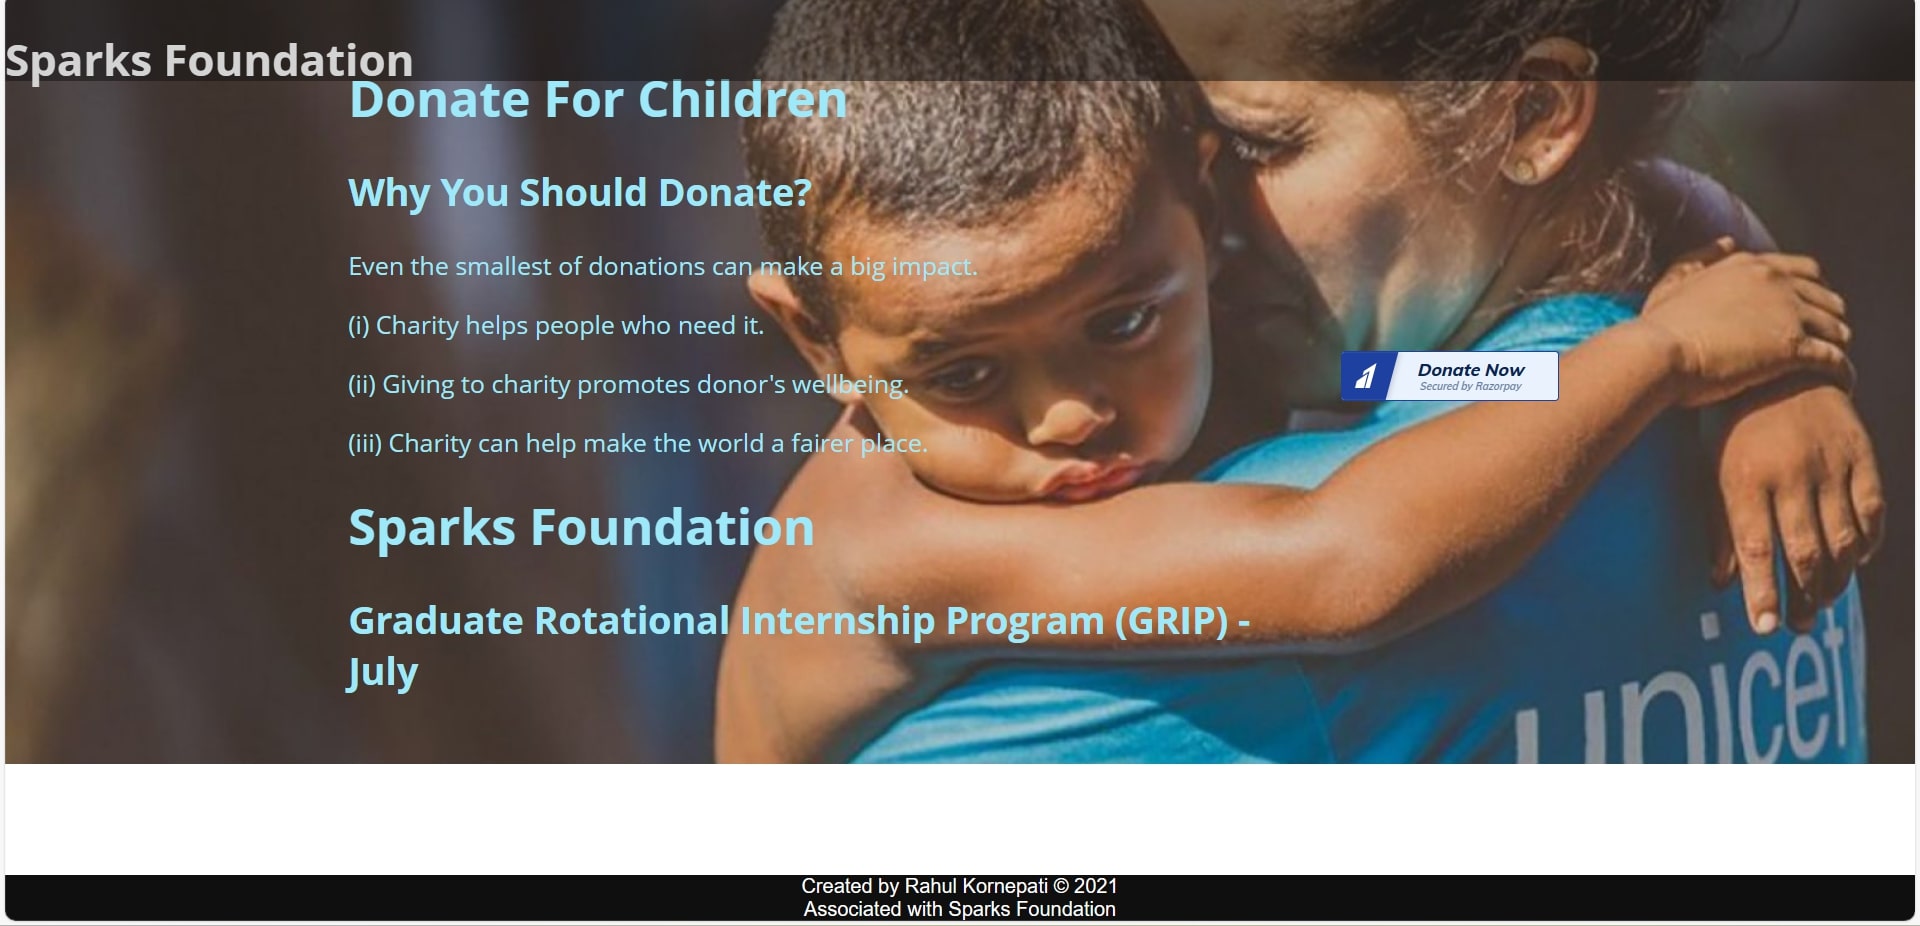 Sparks Foundation
Donate For Children
Why You Should Donate?
Even the smallest of donations can make a big impact.
(i) Charity helps people who need it.
(ii) Giving to charity promotes donor's wellbeing.
(iii) Charity can help make the world a fairer place.
Donate Now
Secured by Razorpay
Sparks Foundation
Graduate Rotational Internship Program (GRIP) -
July
unicef
Created by Rahul Kornepati © 2021
Associated with Sparks Foundation